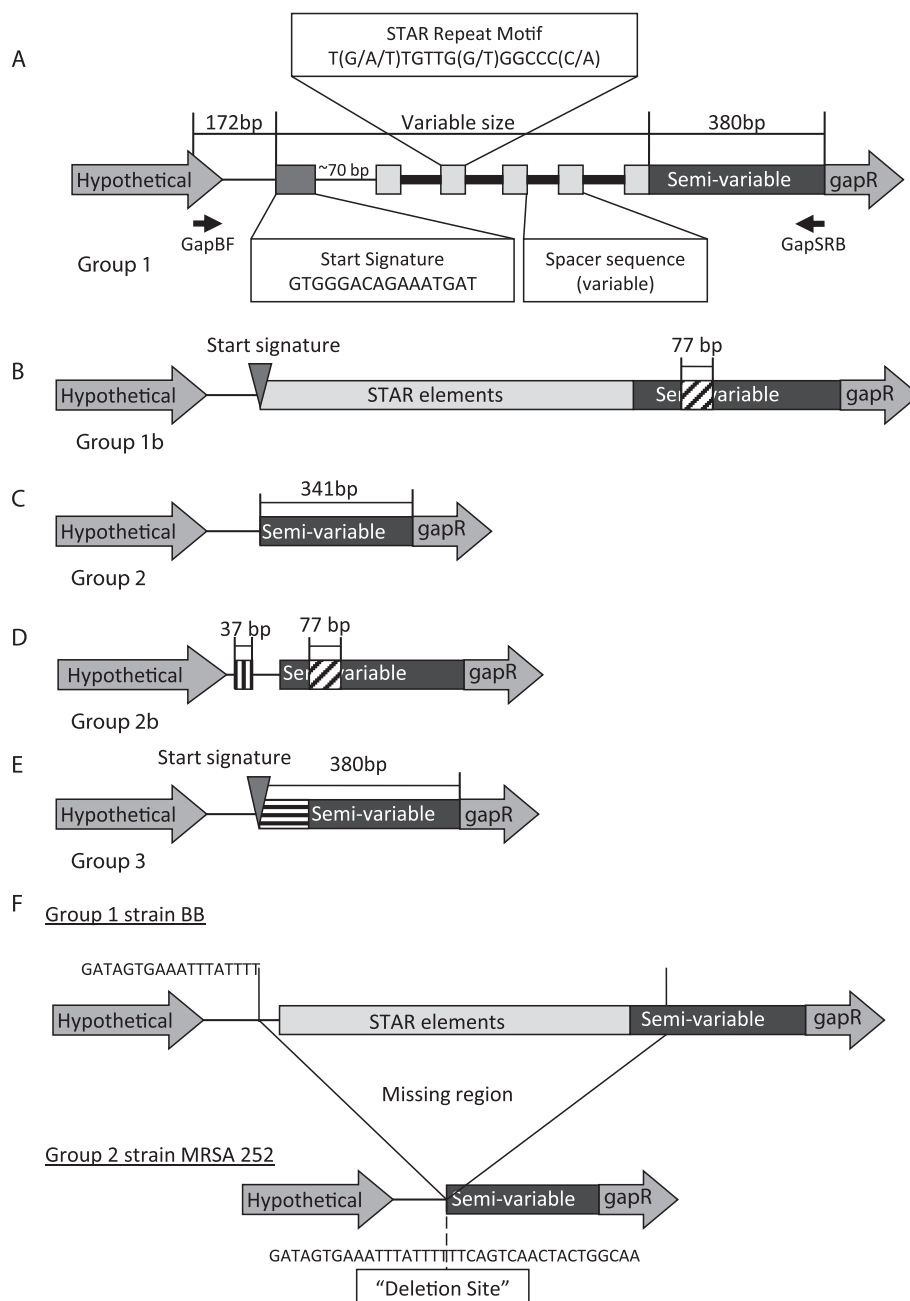 A
STAR Repeat Motif
T(G/A/T)TGTTG(G/T)GGCCC(C/A)
172bp
Variable size
380bp
Hypothetical
~70 bp
Semi-variable
gapR
GapBF
GapSRB
Group 1
Start Signature
GTGGGACAGAAATGAT
Spacer sequence
(variable)
B
Start signature
77 bp
Hypothetical
STAR elements
Semi-variable
gapR
Group 1b
C
341bp
Hypothetical
Semi-variable
gapR
Group 2
D
37 bp
77 bp
Hypothetical
Semi-variable
gapR
Group 2b
E
Start signature
380bp
Hypothetical
Semi-variable
gapR
Group 3
F
Group 1 strain BB
GATAGTGAAATTTATTTT
Hypothetical
STAR elements
Semi-variable
gapR
Missing region
Group 2 strain MRSA 252
Hypothetical
Semi-variable
gapR
GATAGTGAAATTTATTTTTTCAGTCAACTACTGGCAA
“Deletion Site”